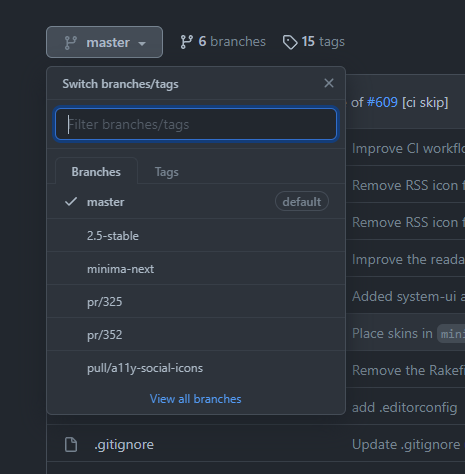 master 6 branches 15 tags
Switch branches/tags
of #609 [ci skip]
Filter branches/tags
Improve CI workflo
Branches Tags
Remove RSS icon f
master default
Remove RSS icon f
2.5-stable
Improve the reada
minima-next
Added system-ui a
pr/325
Place skins in min
pr/352
Remove the Rakefi
pull/a11y-social-icons
View all branches
add .editorconfig
.gitignore Update .gitignore